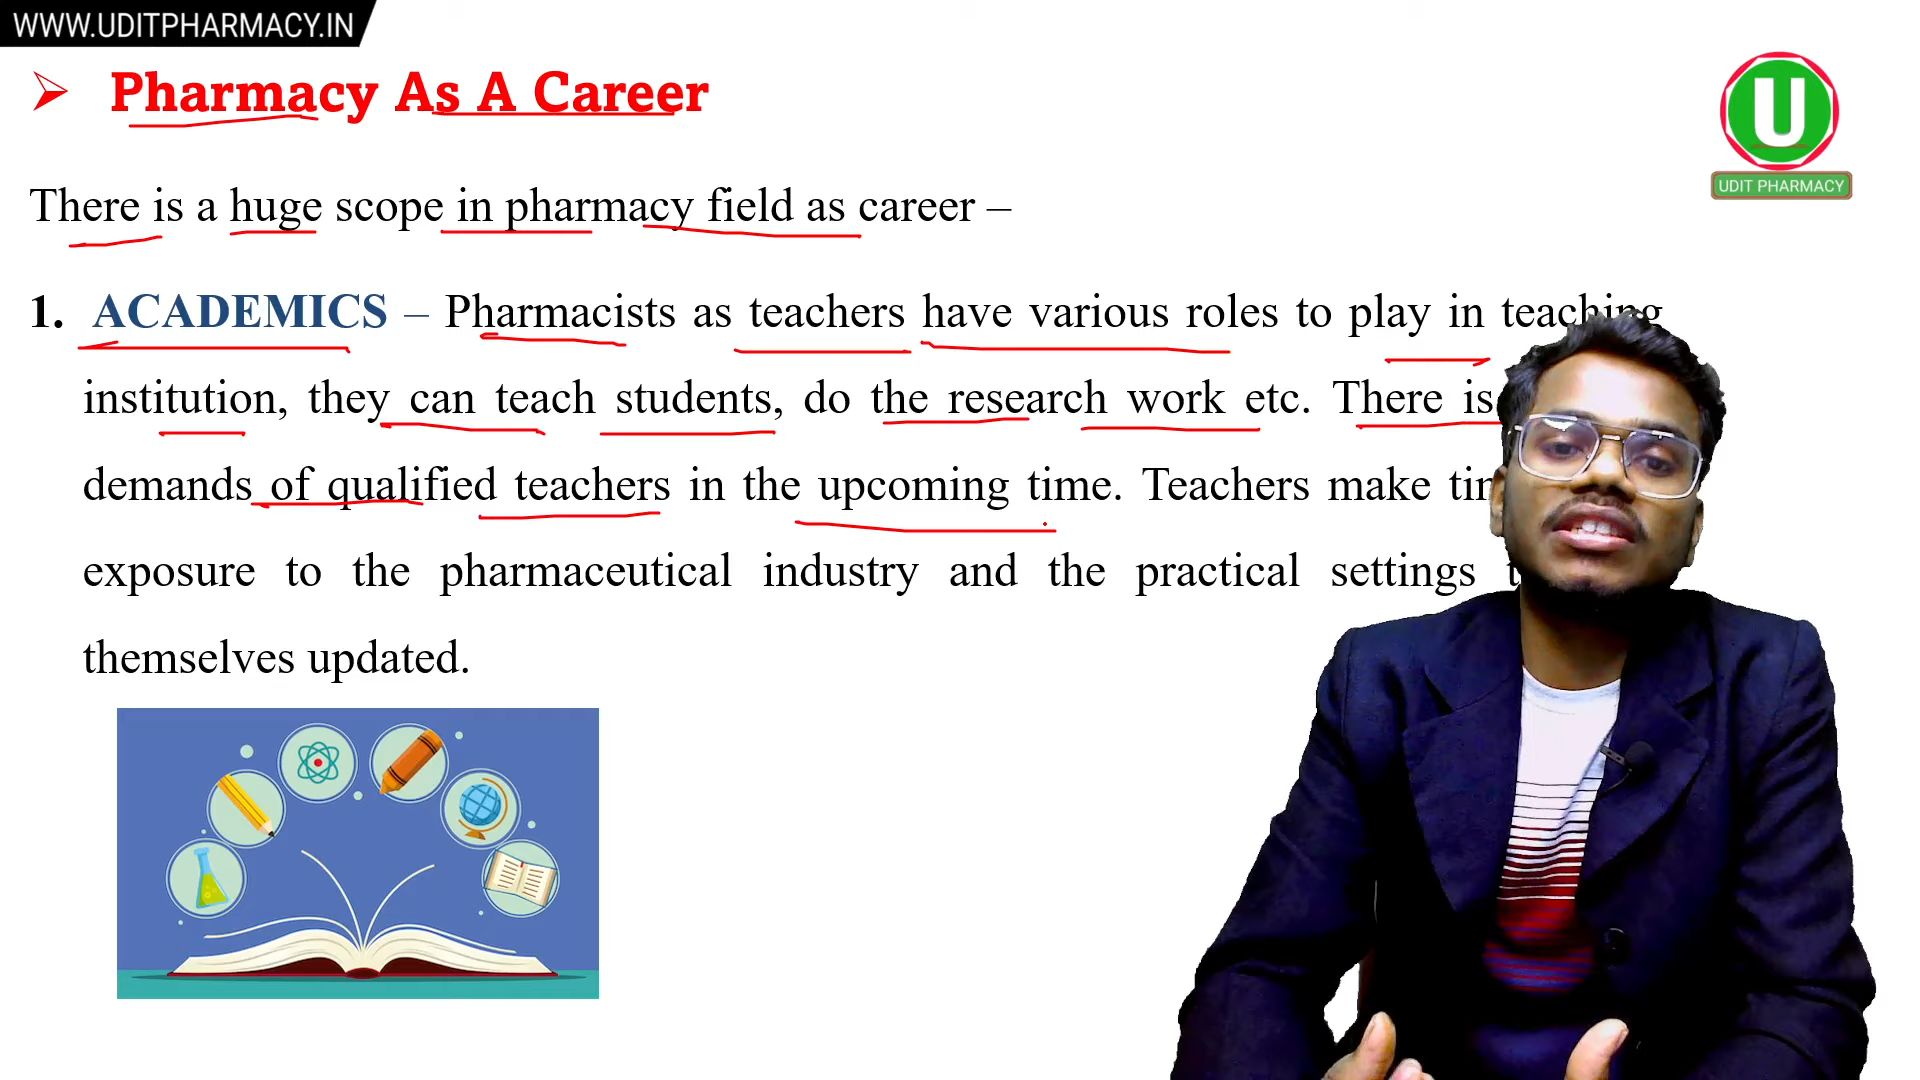 WWW.UDITPHARMACY.IN
➢ Pharmacy As A Career
U
UDIT PHARMACY
There is a huge scope in pharmacy field as career –
1. ACADEMICS – Pharmacists as teachers have various roles to play in teaching
institution, they can teach students, do the research work etc. There is
demands of qualified teachers in the upcoming time. Teachers make
exposure to the pharmaceutical industry and the practical settings
themselves updated.